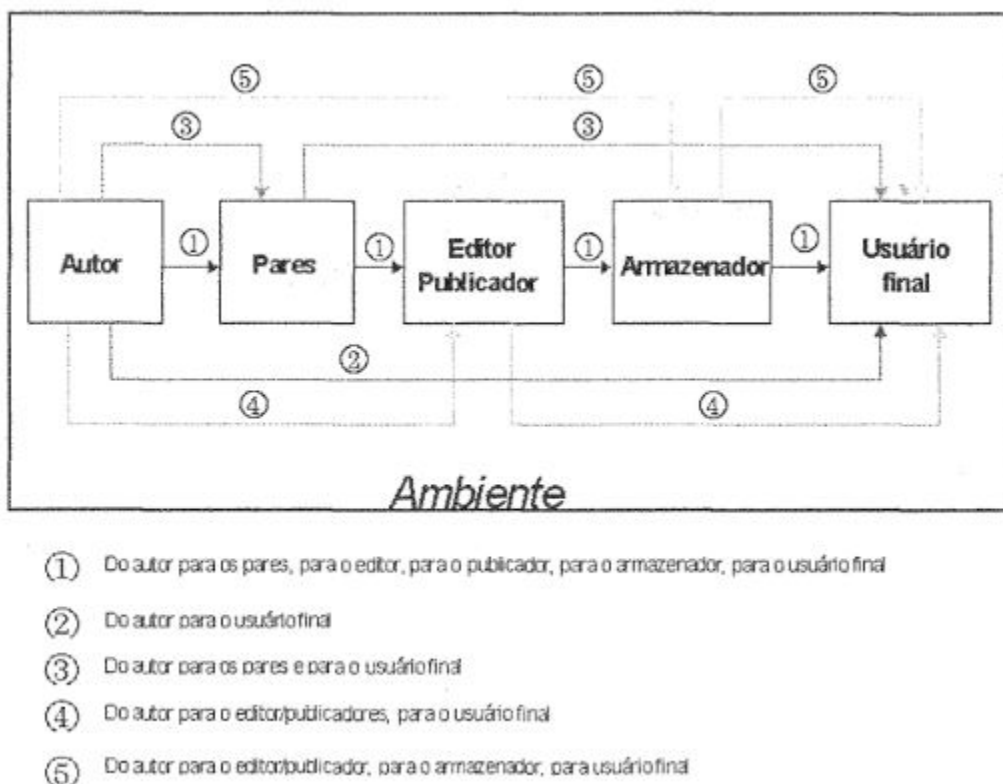 ⑤ ⑤ ⑤
③ ③
Autor ① Pares ① Editor Publicador ① Armazenador ① Usuário final
②
④ ④
Ambiente
① Do autor para os pares, para o editor, para o publicador, para o armazenador, para o usuário final
② Do autor para o usuário final
③ Do autor para os pares e para o usuário final
④ Do autor para o editor/publicadores, para o usuário final
⑤ Do autor para o editor/publicador, para o armazenador, para usuário final